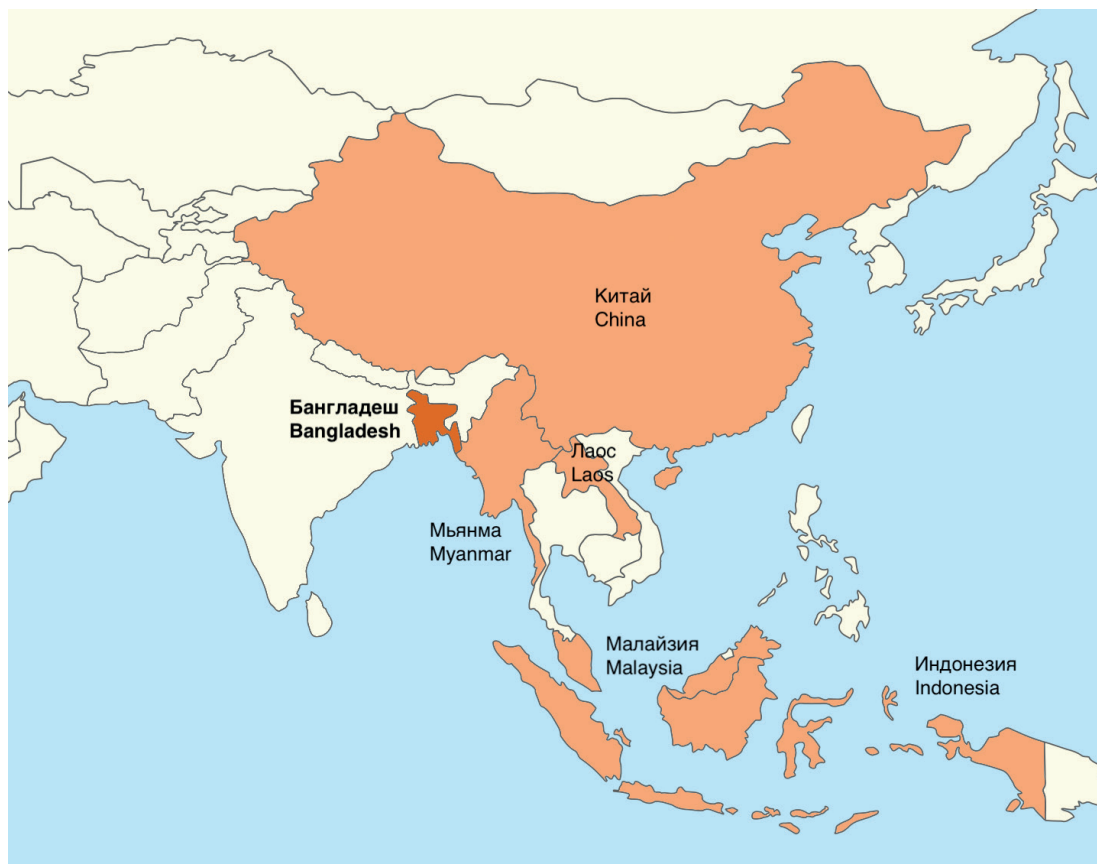 Китай
China
Бангладеш
Bangladesh
Лаос
Laos
Мьянма
Myanmar
Малайзия
Malaysia
Индонезия
Indonesia